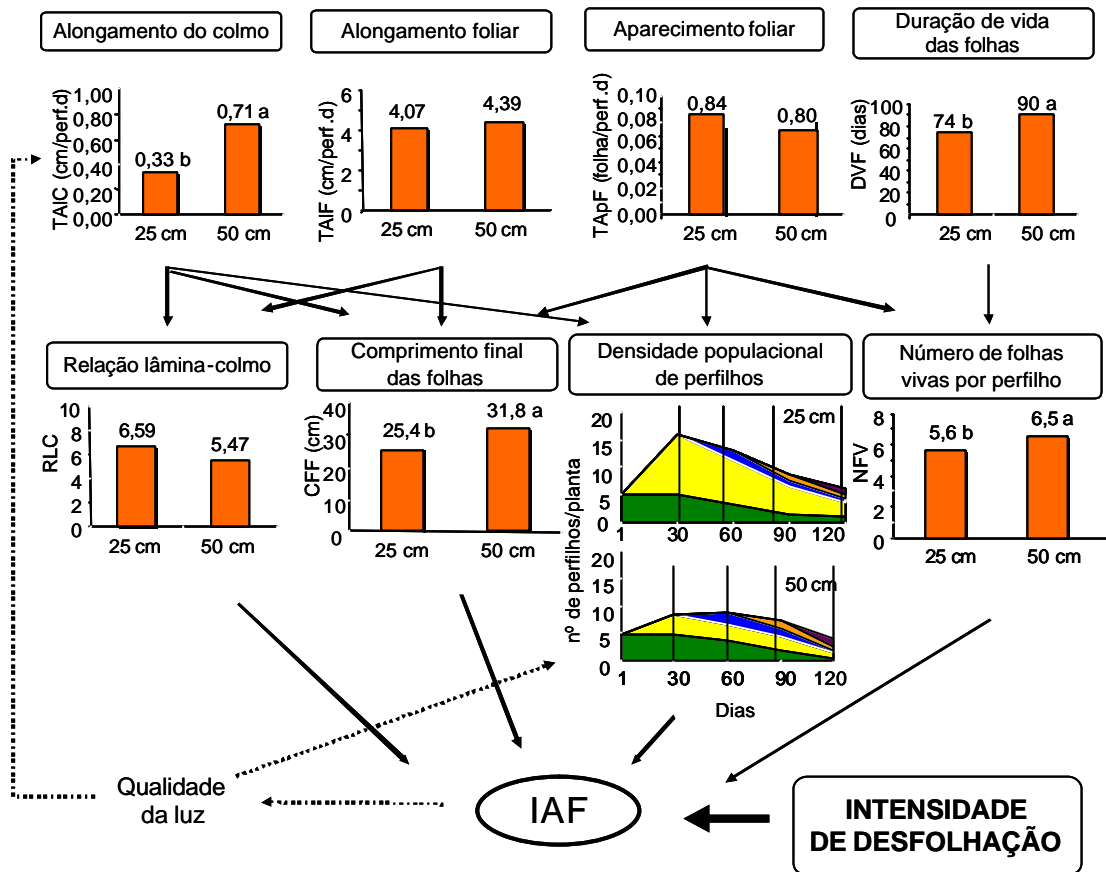 Alongamento do colmo
Alongamento foliar
Aparecimento foliar
Duração de vida
das folhas
TAlC (cm/perf.d)
1,00
0,80
0,60
0,40
0,20
0,00
0,33 b
0,71 a
25 cm
50 cm
TAlF (cm/perf.d)
6
4
2
0
4,07
4,39
25 cm
50 cm
TApF (folha/perf.d)
0,10
0,08
0,06
0,04
0,02
0,00
0,84
0,80
25 cm
50 cm
DVF (dias)
100
80
60
40
20
0
74 b
90 a
25 cm
50 cm
Relação lâmina-colmo
Comprimento final
das folhas
Densidade populacional
de perfilhos
Número de folhas
vivas por perfilho
RLC
10
8
6
4
2
0
6,59
5,47
25 cm
50 cm
CFF (cm)
40
30
20
10
0
25,4 b
31,8 a
25 cm
50 cm
nº de perfilhos/planta
20
15
10
5
0
25 cm
1 30 60 90 120
20
15
10
5
0
50 cm
1 30 60 90 120
Dias
NFV
8
6
4
2
0
5,6 b
6,5 a
25 cm
50 cm
Qualidade
da luz
IAF
INTENSIDADE
DE DESFOLHAÇÃO